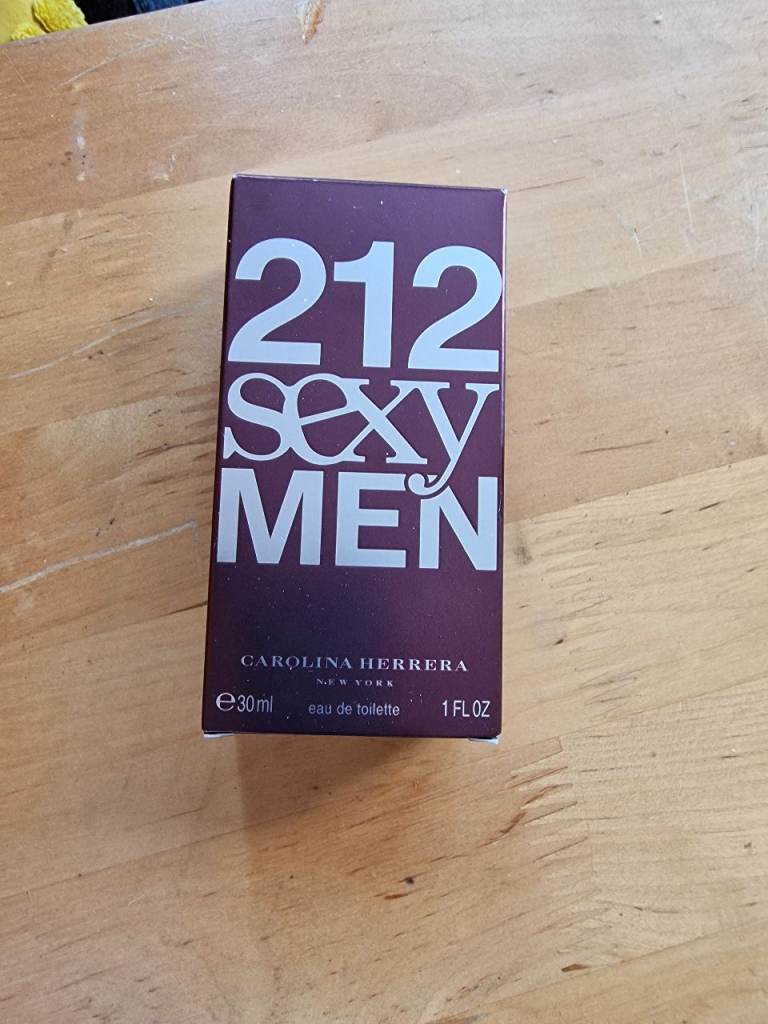 212
sexy
MEN
CAROLINA HERRERA
NEW YORK
℮30ml eau de toilette 1 FL OZ